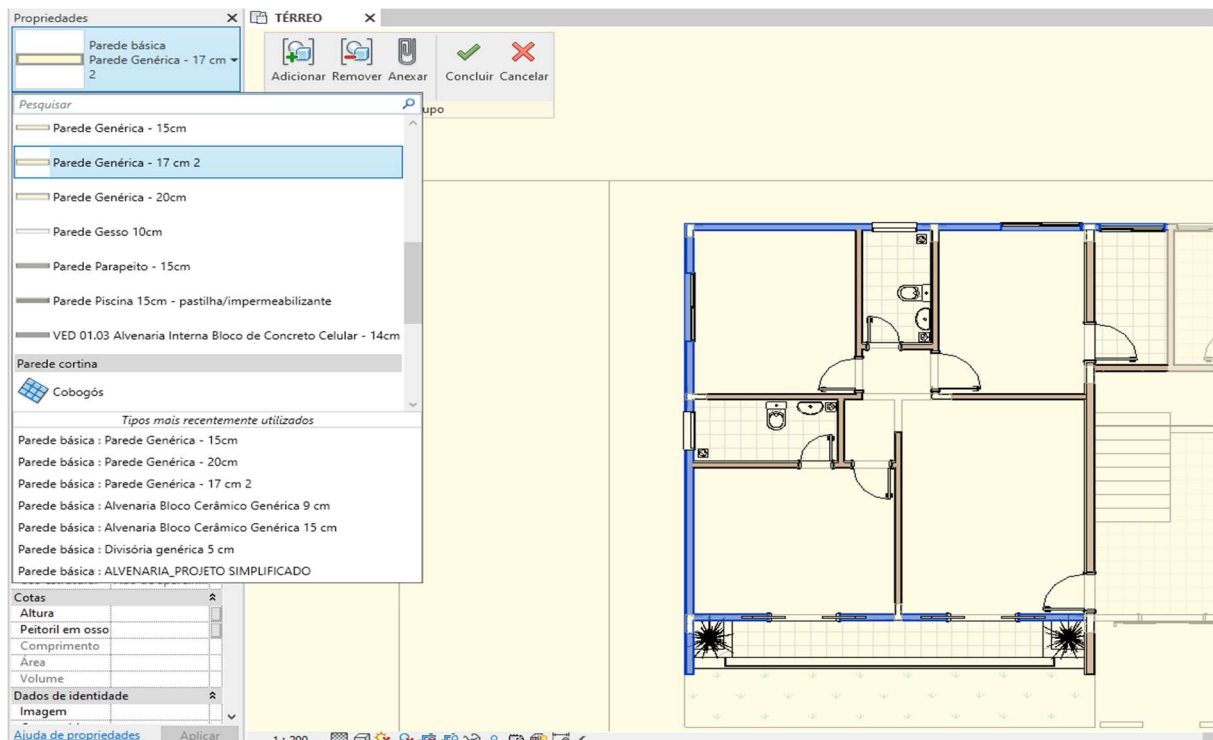 Propriedades
TÉRREO
Parede básica
Parede Genérica - 17 cm
2
Adicionar Remover Anexar Concluir Cancelar
upo
Pesquisar
Parede Genérica - 15cm
Parede Genérica - 17 cm 2
Parede Genérica - 20cm
Parede Gesso 10cm
Parede Parapeito - 15cm
Parede Piscina 15cm - pastilha/impermeabilizante
VED 01.03 Alvenaria Interna Bloco de Concreto Celular - 14cm
Parede cortina
Cobogós
Tipos mais recentemente utilizados
Parede básica : Parede Genérica - 15cm
Parede básica : Parede Genérica - 20cm
Parede básica : Parede Genérica - 17 cm 2
Parede básica : Alvenaria Bloco Cerâmico Genérica 9 cm
Parede básica : Alvenaria Bloco Cerâmico Genérica 15 cm
Parede básica : Divisória genérica 5 cm
Parede básica : ALVENARIA_PROJETO SIMPLIFICADO
Cotas
Altura
Peitoril em osso
Comprimento
Área
Volume
Dados de identidade
Imagem
Ajuda de propriedades Aplicar